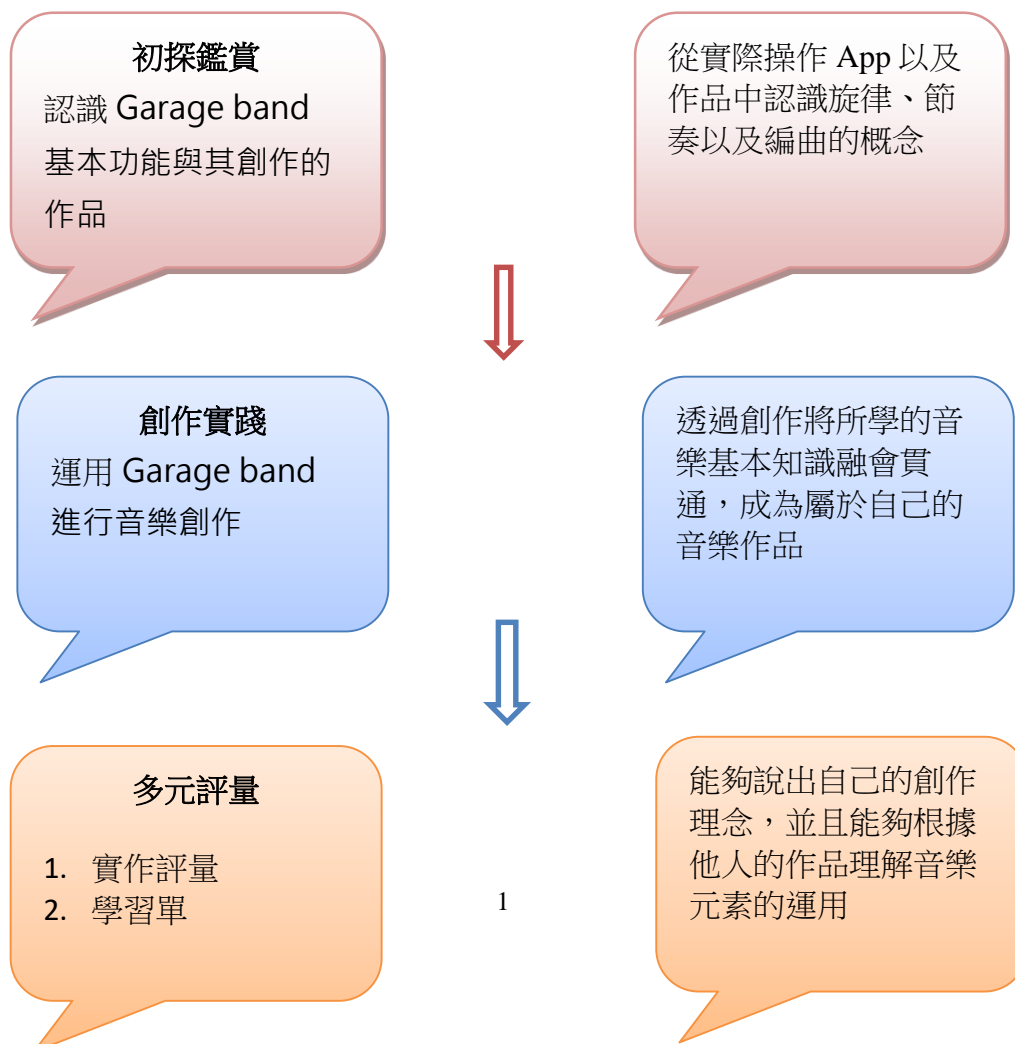 初探鑑賞
認識 Garage band
基本功能與其創作的
作品
從實際操作 App 以及
作品中認識旋律、節
奏以及編曲的概念
創作實踐
運用 Garage band
進行音樂創作
透過創作將所學的音
樂基本知識融會貫
通，成為屬於自己的
音樂作品
多元評量
1. 實作評量
2. 學習單
能夠說出自己的創作
理念，並且能夠根據
他人的作品理解音樂
元素的運用
1